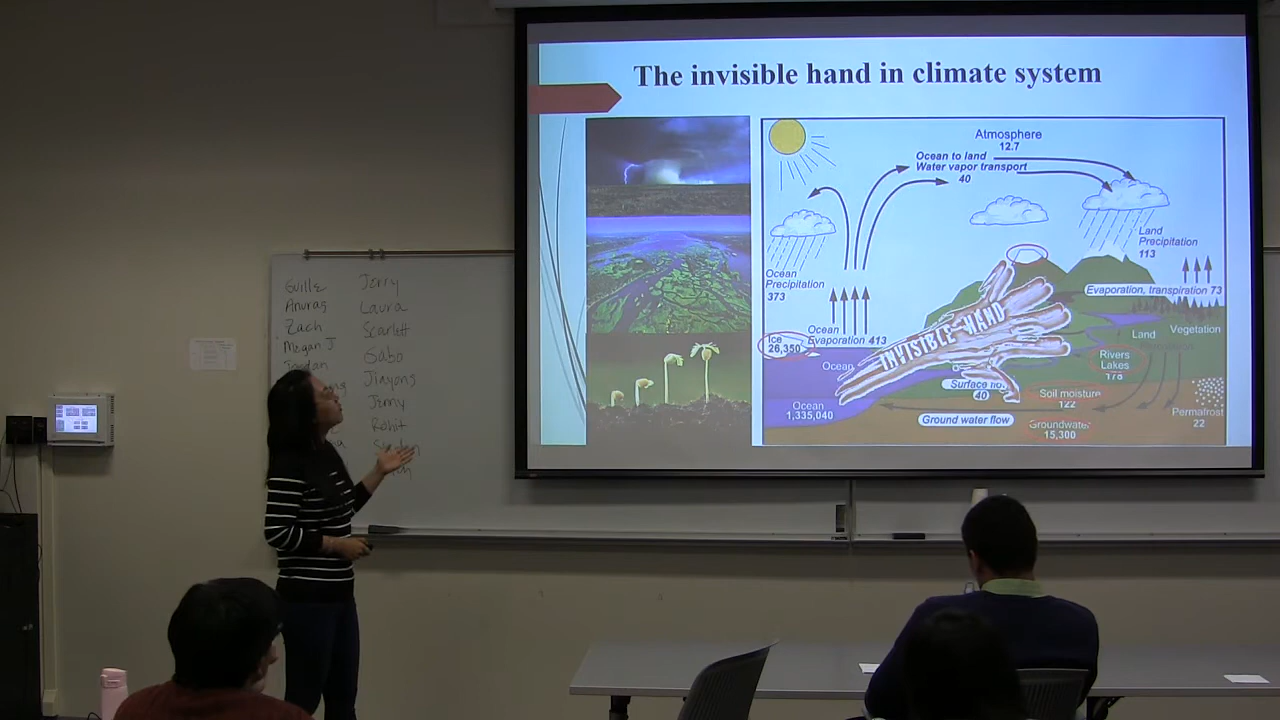 The invisible hand in climate system
Atmosphere
12.7
Ocean to land
Water vapor transport
40
Land
Precipitation
113
Ocean
Precipitation
373
Evaporation, transpiration 73
Ocean
Evaporation 413
Ice
26,350
INVISIBLE HAND
Land
Vegetation
Rivers
Lakes
178
Ocean
Surface
40
Soil moisture
122
Ocean
1,335,040
Ground water flow
Groundwater
15,300
Permafrost
22
Guille
Anuras
Zach
Megan J
Jerry
Laura
Scarlett
Gabo
Jiayong
Jenny
Rohit